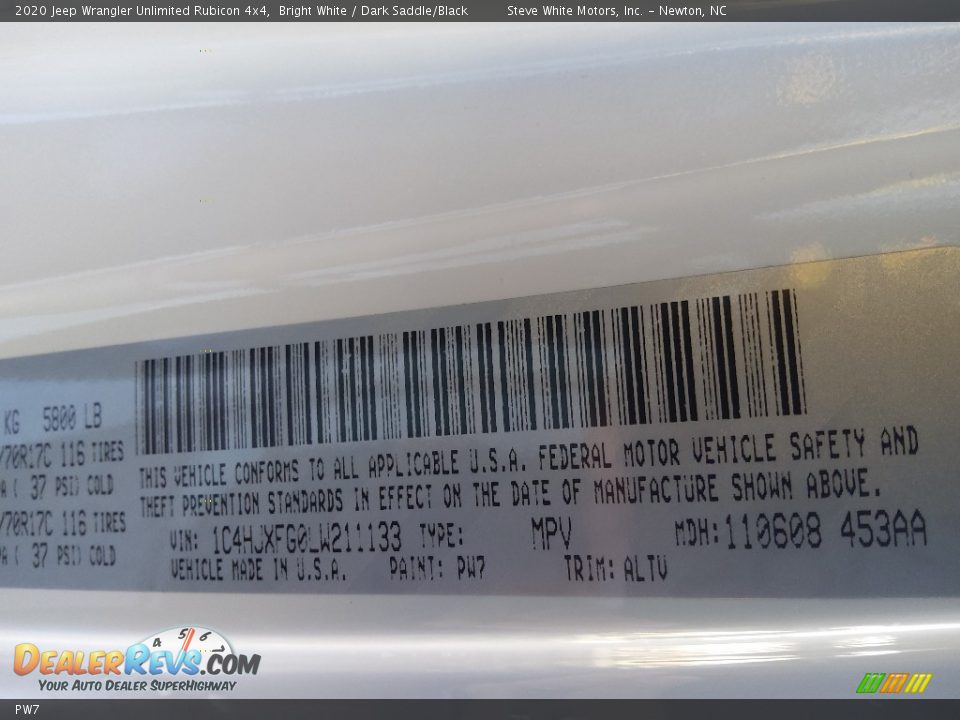 2020 Jeep Wrangler Unlimited Rubicon 4x4, Bright White / Dark Saddle/Black Steve White Motors, Inc. – Newton, NC
KG 5800 LB
/70R17C 116 TIRES
( 37 PSI) COLD
/70R17C 116 TIRES
( 37 PSI) COLD
THIS VEHICLE CONFORMS TO ALL APPLICABLE U.S.A. FEDERAL MOTOR VEHICLE SAFETY AND
THEFT PREVENTION STANDARDS IN EFFECT ON THE DATE OF MANUFACTURE SHOWN ABOVE.
VIN: 1C4HJXFG0LW211133 TYPE: MPV MDH: 110608 453AA
VEHICLE MADE IN U.S.A. PAINT: PW7 TRIM: ALTV
4 5 6
DealerRevs.com
Your Auto Dealer SuperHighway
PW7